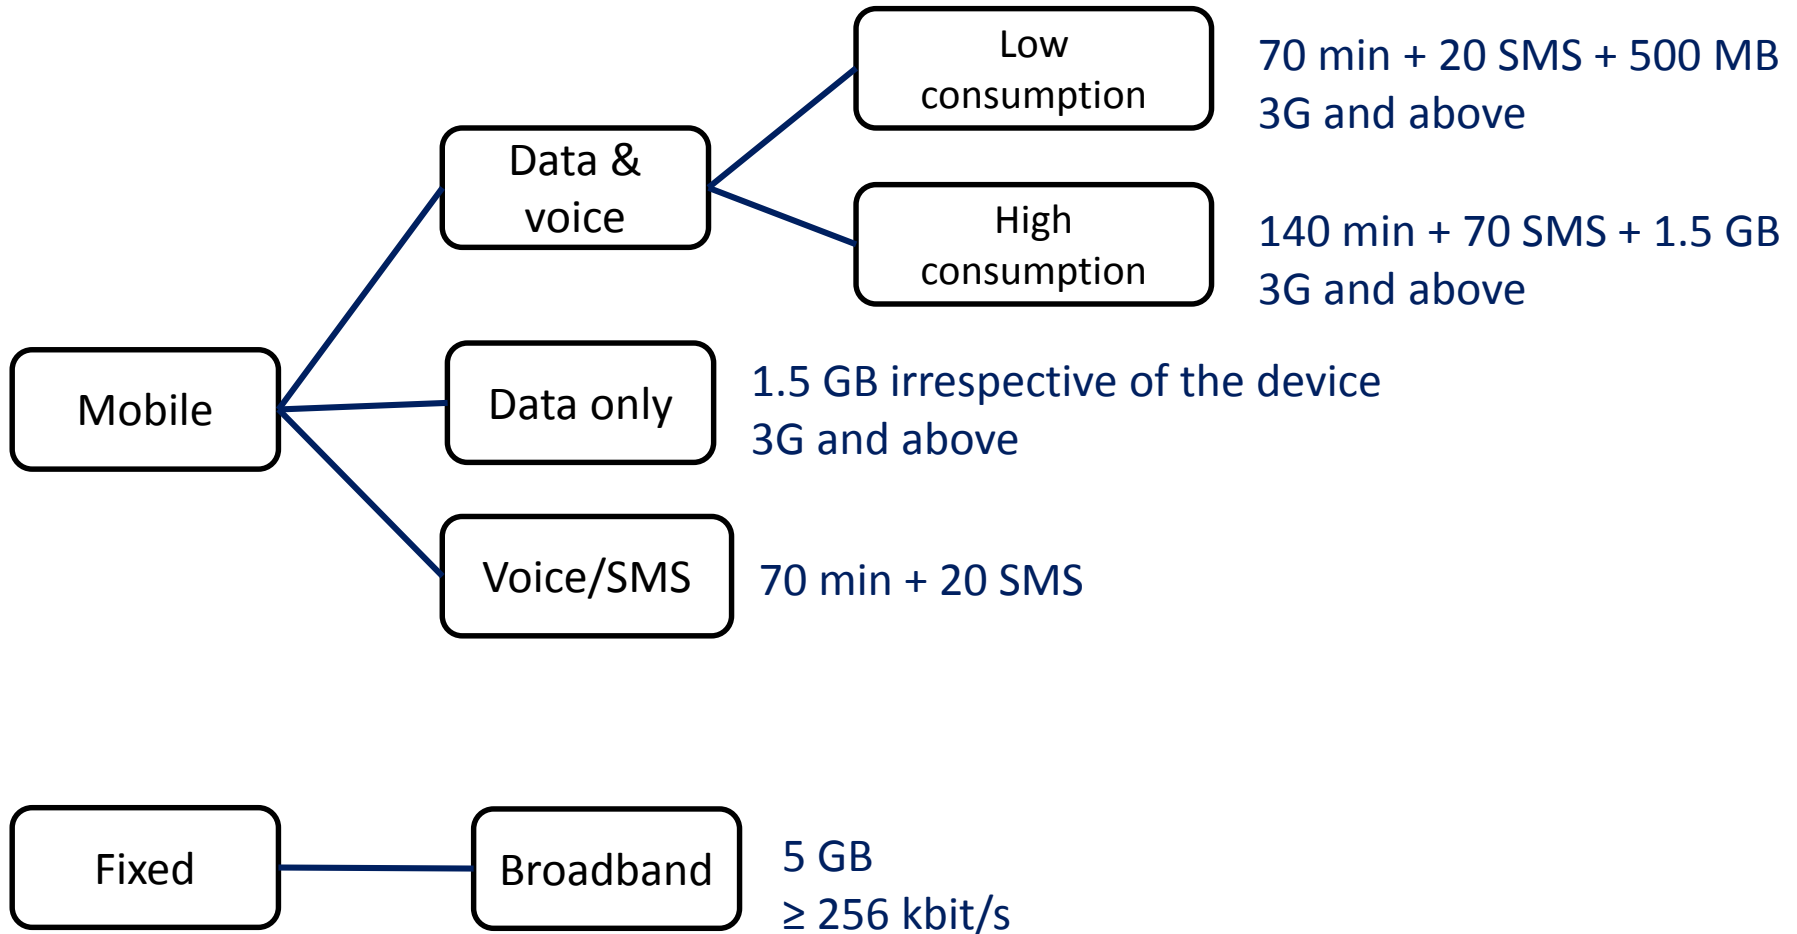 Low
consumption
70 min + 20 SMS + 500 MB
3G and above
Data &
voice
High
consumption
140 min + 70 SMS + 1.5 GB
3G and above
Mobile
Data only
1.5 GB irrespective of the device
3G and above
Voice/SMS
70 min + 20 SMS
Fixed
Broadband
5 GB
≥ 256 kbit/s